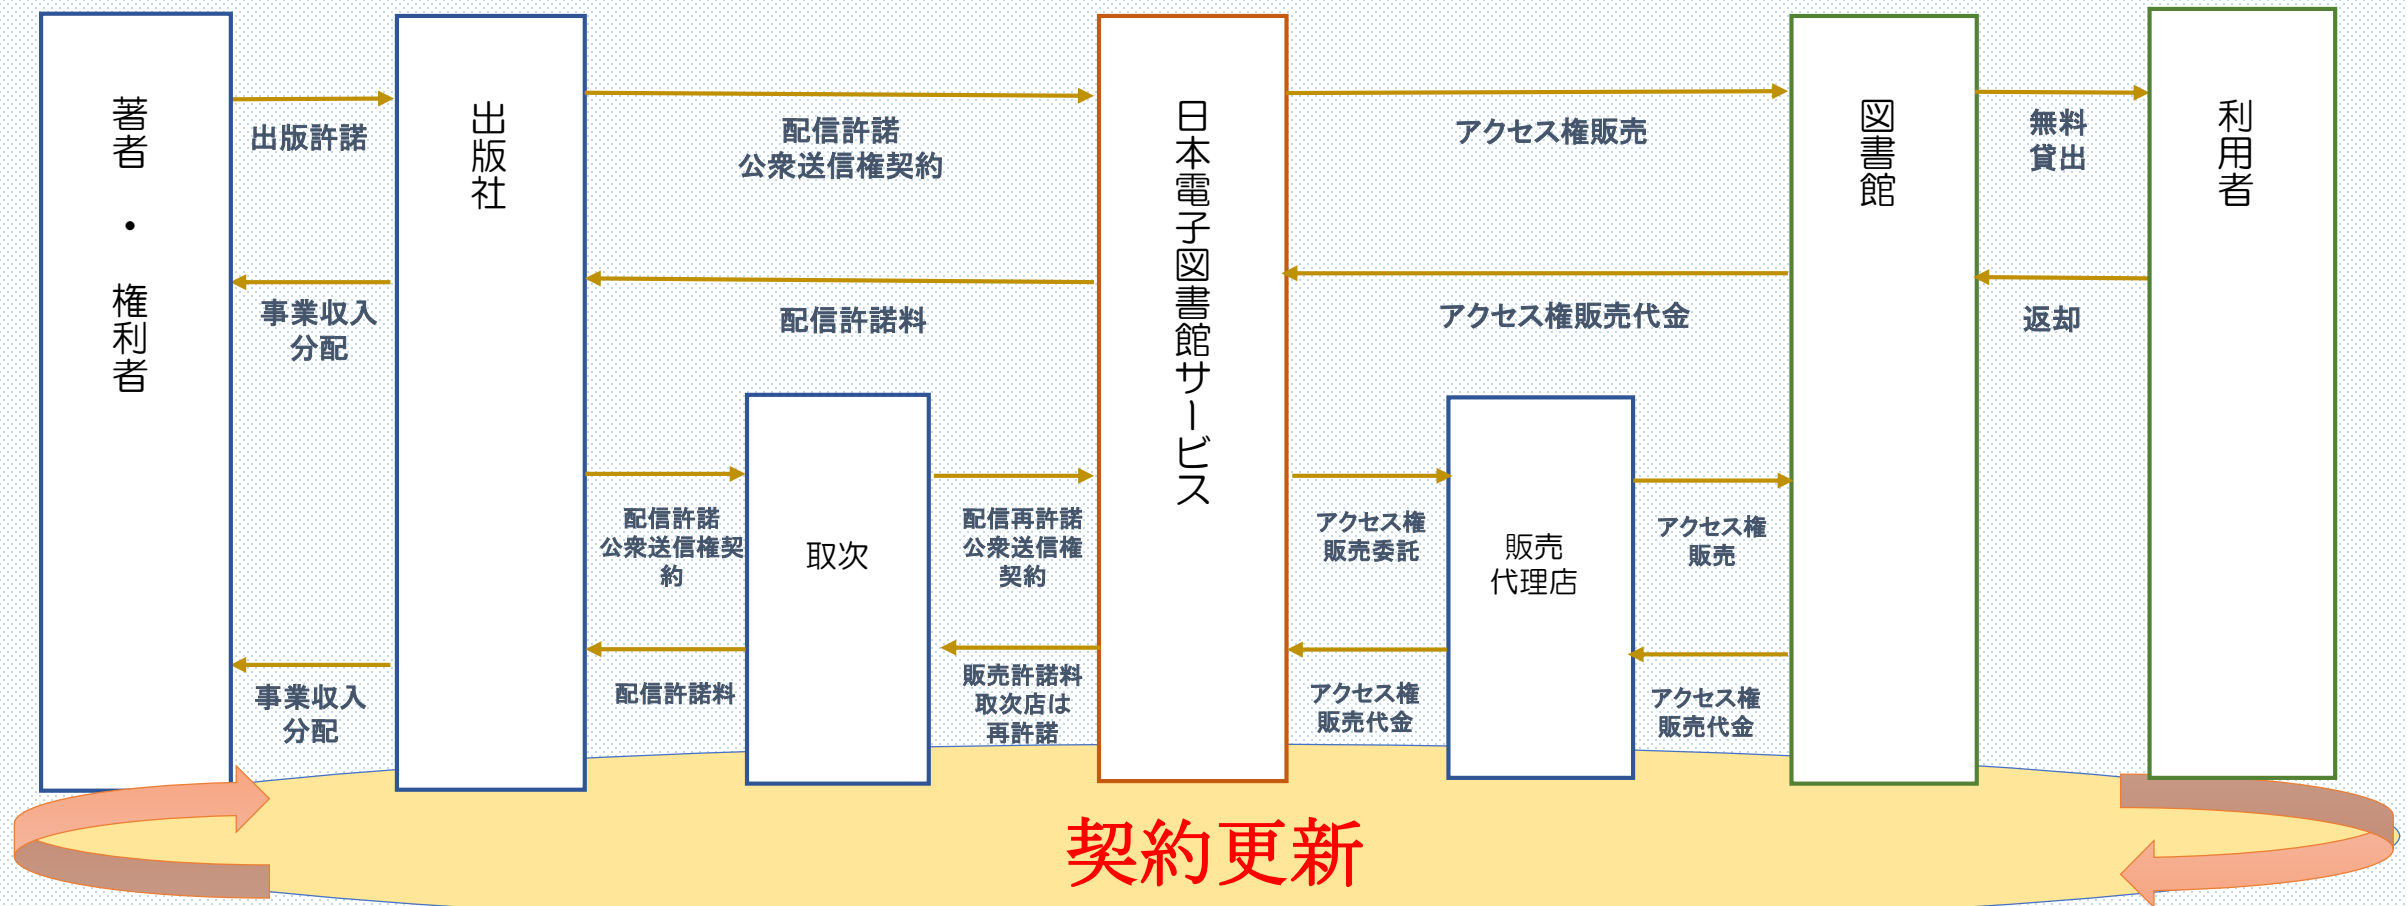 著者 ・ 権利者
出版許諾
事業収入
分配
事業収入
分配
出版社
配信許諾
公衆送信権契約
配信許諾料
配信許諾
公衆送信権契
約
配信許諾料
取次
配信再許諾
公衆送信権
契約
販売許諾料
取次店は
再許諾
日本電子図書館サービス
アクセス権販売
アクセス権販売代金
アクセス権
販売委託
アクセス権
販売代金
販売
代理店
アクセス権
販売
アクセス権
販売代金
図書館
無料
貸出
返却
利用者
契約更新